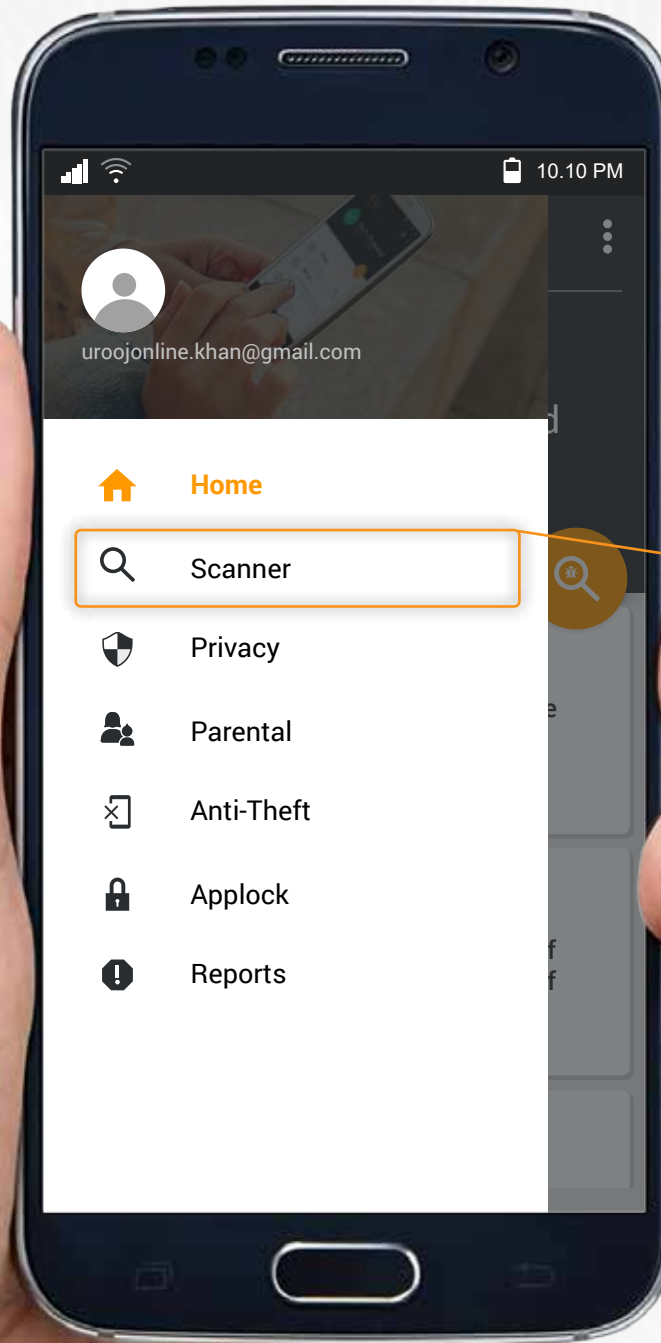 10.10 PM
uroojonline.khan@gmail.com
d
Home
Scanner
Privacy
e
Parental
Anti-Theft
Applock
f
Reports
f